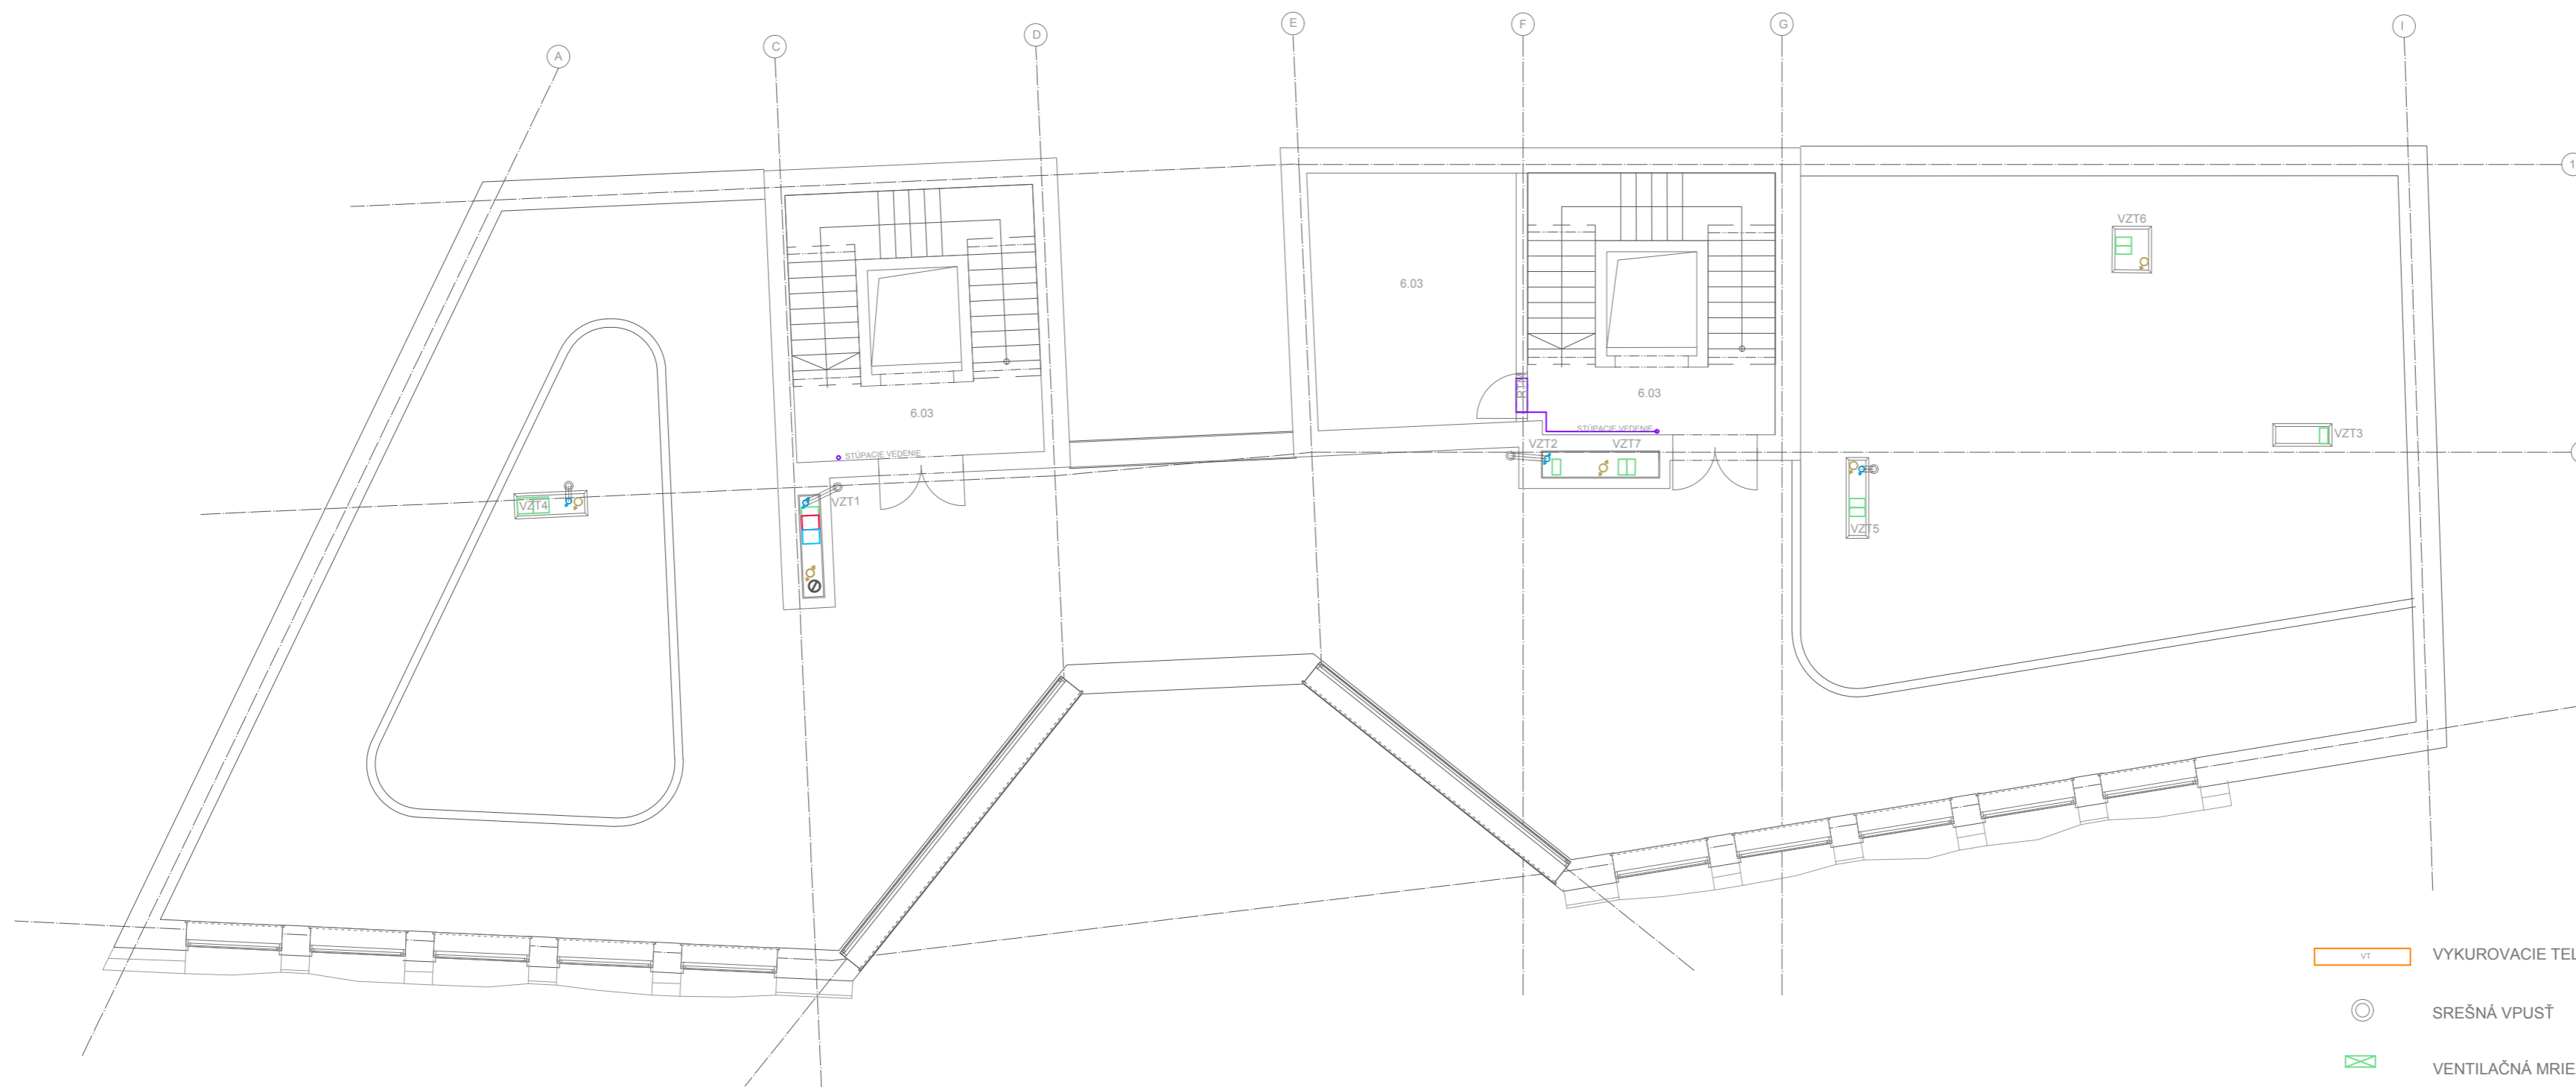 A
C
D
E
F
G
I
1
VZT6
6.03
6.03
6.03
STÚPACIE VEDENIE
STÚPACIE VEDENIE
VZT2
VZT7
VZT3
VZT4
VZT1
VZT5
VT
VYKUROVACIE TEL
SREŠNÁ VPUSŤ
VENTILAČNÁ MRIE